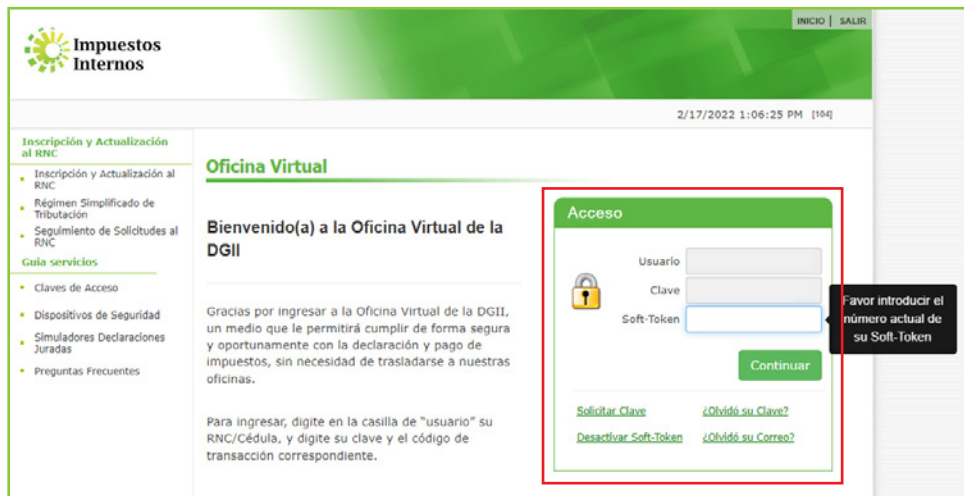 Impuestos
Internos
INICIO | SALIR
2/17/2022 1:06:25 PM [104]
Inscripción y Actualización
al RNC
Inscripción y Actualización al
RNC
Régimen Simplificado de
Tributación
Seguimiento de Solicitudes al
RNC
Guia servicios
Claves de Acceso
Dispositivos de Seguridad
Simuladores Declaraciones
Juradas
Preguntas Frecuentes
Oficina Virtual
Bienvenido(a) a la Oficina Virtual de la
DGII
Gracias por ingresar a la Oficina Virtual de la DGII,
un medio que le permitirá cumplir de forma segura
y oportunamente con la declaración y pago de
impuestos, sin necesidad de trasladarse a nuestras
oficinas.
Para ingresar, digite en la casilla de "usuario" su
RNC/Cédula, y digite su clave y el código de
transacción correspondiente.
Acceso
Usuario
Clave
Soft-Token
Favor introducir el
número actual de
su Soft-Token
Continuar
Solicitar Clave ¿Olvidó su Clave?
Desactivar Soft-Token ¿Olvidó su Correo?